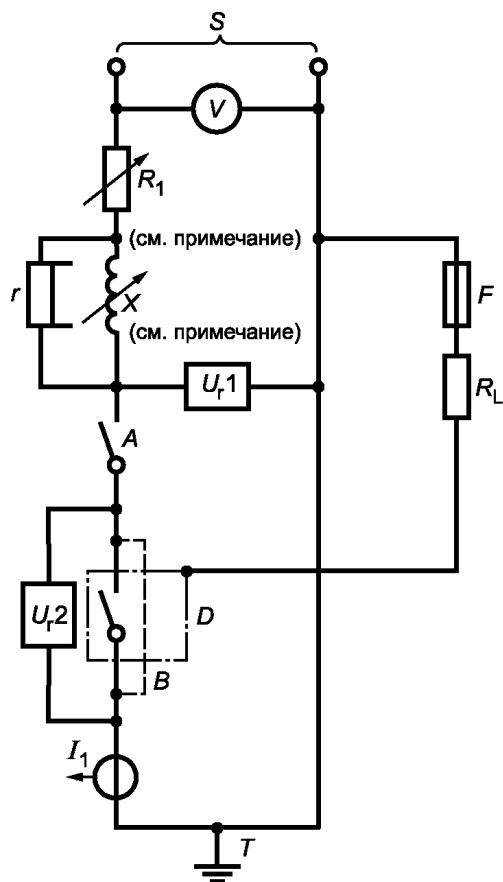 S
V
R1
(см. примечание)
r
X
F
(см. примечание)
Ur1
RL
A
Ur2
D
B
I1
T